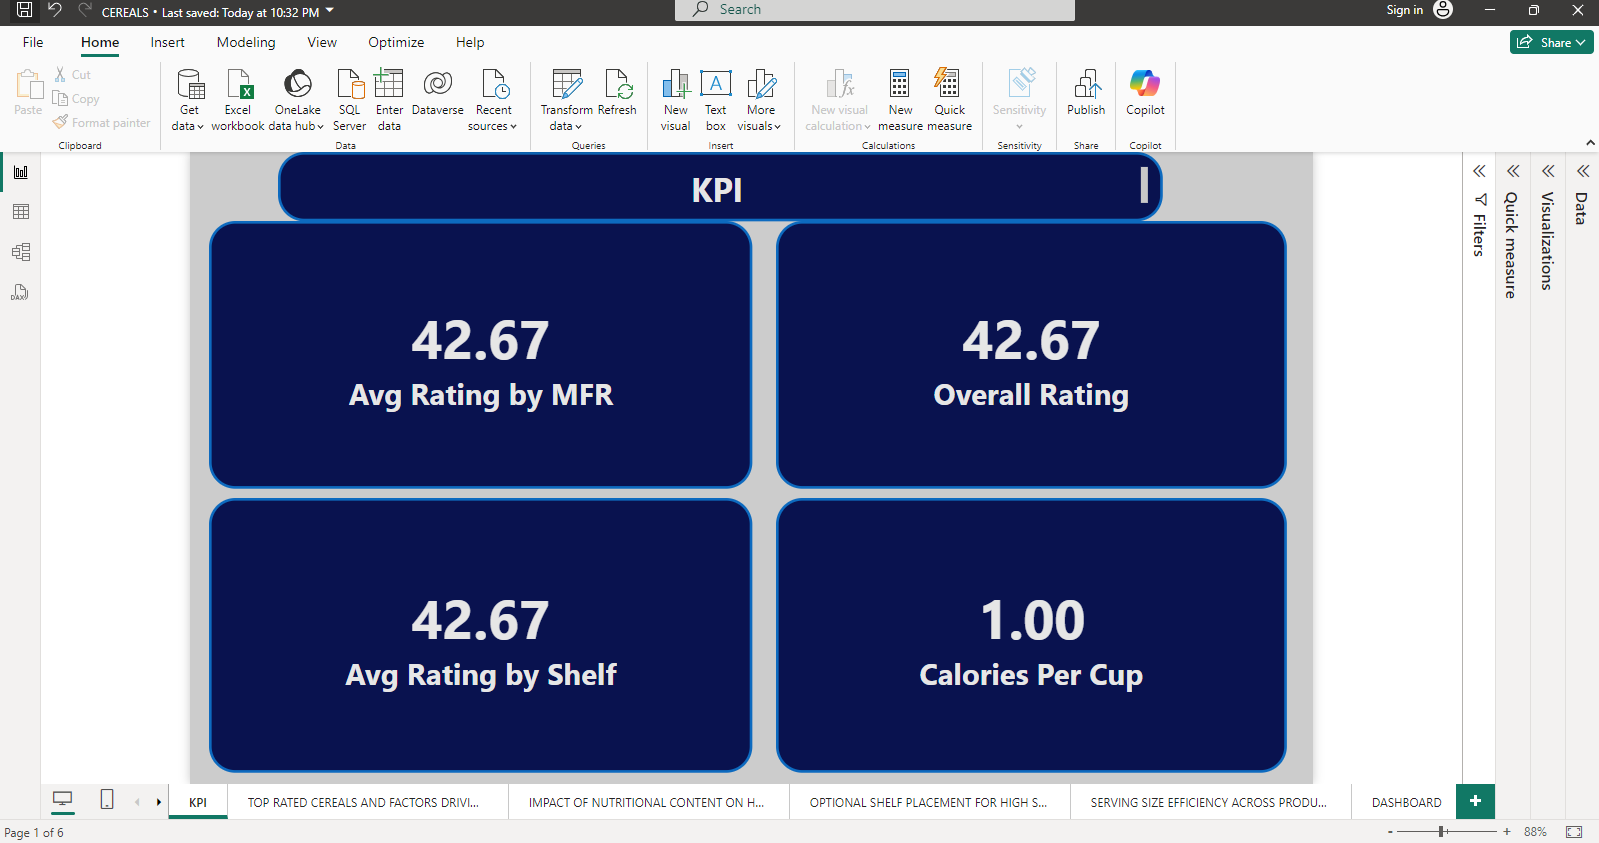 CEREALS • Last saved: Today at 10:32 PM
Search
Sign in
File Home Insert Modeling View Optimize Help
Share
Paste
Cut
Copy
Format painter
Clipboard
Get data
Excel workbook
OneLake data hub
SQL Server
Enter data
Dataverse
Recent sources
Data
Transform data
Refresh
Queries
New visual
Text box
More visuals
Insert
New visual calculation
New measure
Quick measure
Calculations
Sensitivity
Sensitivity
Publish
Share
Copilot
Copilot
KPI
42.67
Avg Rating by MFR
42.67
Overall Rating
42.67
Avg Rating by Shelf
1.00
Calories Per Cup
Filters
Quick measure
Visualizations
Data
KPI
TOP RATED CEREALS AND FACTORS DRIVI...
IMPACT OF NUTRITIONAL CONTENT ON H...
OPTIONAL SHELF PLACEMENT FOR HIGH S...
SERVING SIZE EFFICIENCY ACROSS PRODU...
DASHBOARD
Page 1 of 6
- + 88%